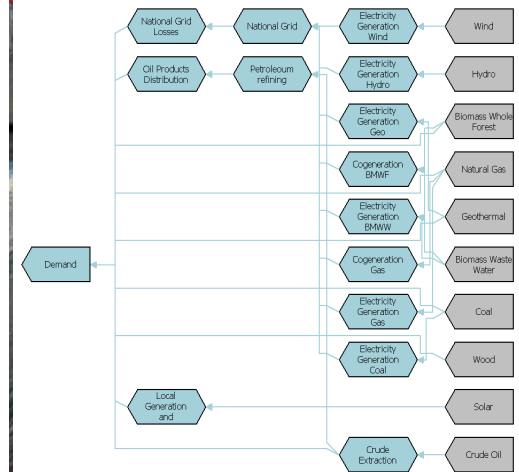 National Grid
Losses
National Grid
Electricity
Generation
Wind
Wind
Oil Products
Distribution
Petroleoum
refining
Electricity
Generation
Hydro
Hydro
Electricity
Generation
Geo
Biomass Whole
Forest
Cogeneration
BMWF
Natural Gas
Electricity
Generation
BMWW
Geothermal
Demand
Cogeneration
Gas
Biomass Waste
Water
Electricity
Generation
Gas
Coal
Electricity
Generation
Coal
Wood
Local
Generation
and
Solar
Crude
Extraction
Crude Oil